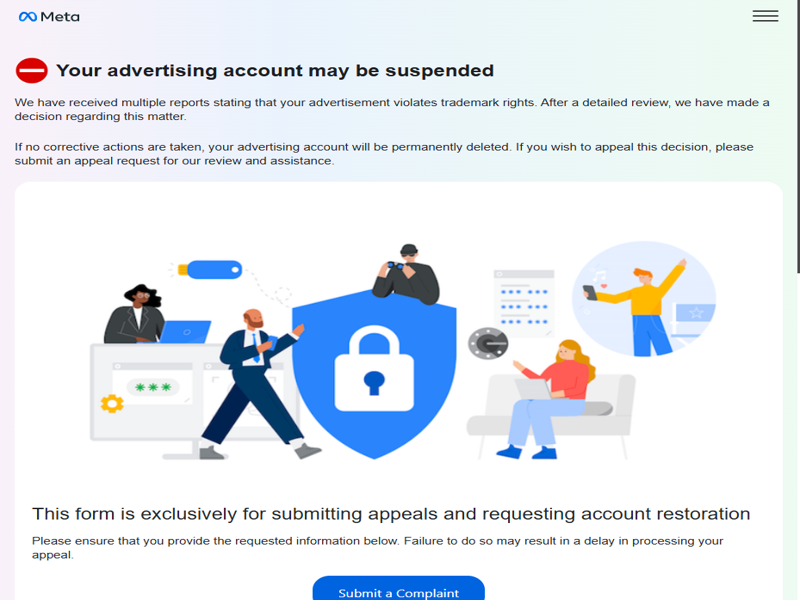 Meta
Your advertising account may be suspended
We have received multiple reports stating that your advertisement violates trademark rights. After a detailed review, we have made a
decision regarding this matter.
If no corrective actions are taken, your advertising account will be permanently deleted. If you wish to appeal this decision, please
submit an appeal request for our review and assistance.
This form is exclusively for submitting appeals and requesting account restoration
Please ensure that you provide the requested information below. Failure to do so may result in a delay in processing your
appeal.
Submit a Complaint